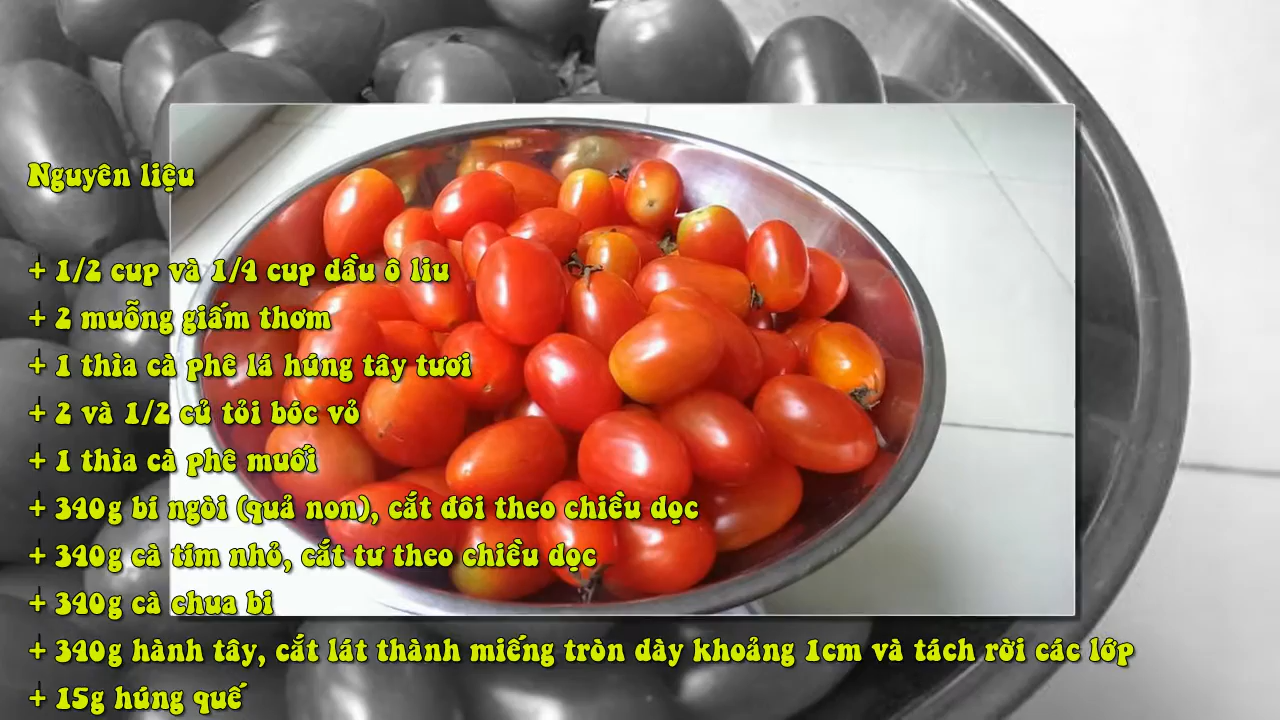 Nguyên liệu
+ 1/2 cup và 1/4 cup dầu ô liu
+ 2 muỗng giấm thơm
+ 1 thìa cà phê lá húng tây tươi
+ 2 và 1/2 củ tỏi bóc vỏ
+ 1 thìa cà phê muối
+ 340g bí ngòi (quả non), cắt đôi theo chiều dọc
+ 340g cà tím nhỏ, cắt tư theo chiều dọc
+ 340g cà chua bi
+ 340g hành tây, cắt lát thành miếng tròn dày khoảng 1cm và tách rời các lớp
+ 15g húng quế